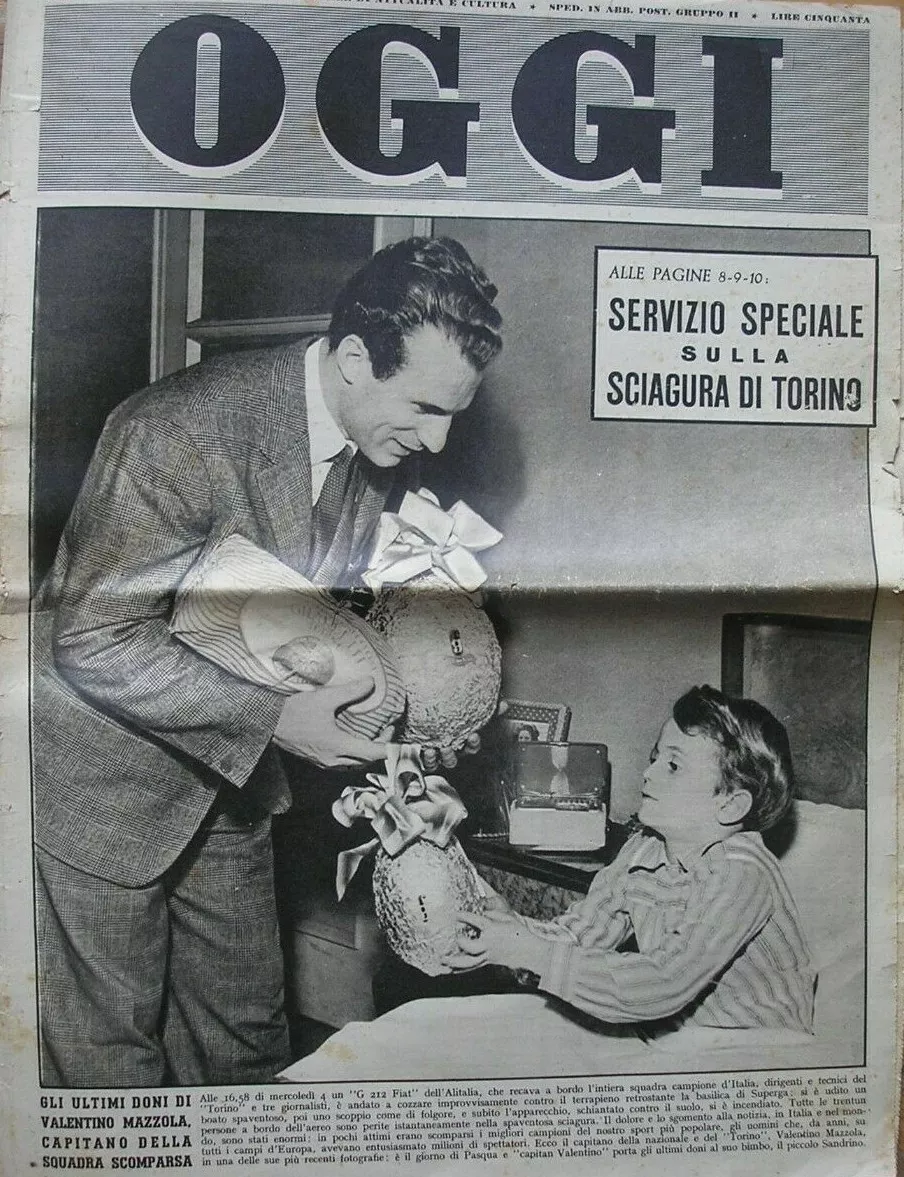 DI ATTUALITÀ E CULTURA * SPED. IN ABB. POST. GRUPPO II * LIRE CINQUANTA
OGGI
ALLE PAGINE 8-9-10:
SERVIZIO SPECIALE
SULLA
SCIAGURA DI TORINO
GLI ULTIMI DONI DI
VALENTINO MAZZOLA,
CAPITANO DELLA
SQUADRA SCOMPARSA
Alle 16,58 di mercoledì 4 un "G 212 Fiat" dell'Alitalia, che recava a bordo l'intiera squadra campione d'Italia, dirigenti e tecnici del
"Torino" e tre giornalisti, è andato a cozzare improvvisamente contro il terrapieno retrostante la basilica di Superga: si è udito un
boato spaventoso, poi uno scoppio come di folgore, e subito l'apparecchio, schiantato contro il suolo, si è incendiato. Tutte le trentun
persone a bordo dell'aereo sono perite istantaneamente nella spaventosa sciagura. Il dolore e lo sgomento alla notizia, in Italia e nel mon-
do, sono stati enormi: in pochi attimi erano scomparsi i migliori campioni del nostro sport più popolare, gli uomini che, da anni, su
tutti i campi d'Europa, avevano entusiasmato milioni di spettatori. Ecco il capitano della nazionale e del "Torino", Valentino Mazzola,
in una delle sue più recenti fotografie: è il giorno di Pasqua e "capitan Valentino" porta gli ultimi doni al suo bimbo, il piccolo Sandrino.